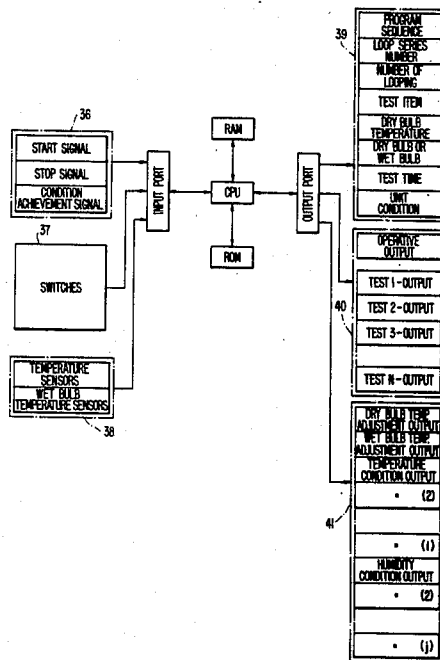 36
START SIGNAL
STOP SIGNAL
CONDITION
ACHIEVEMENT SIGNAL
37
SWITCHES
TEMPERATURE
SENSORS
WET BULB
TEMPERATURE SENSORS
38
INPUT PORT
RAM
CPU
ROM
OUTPUT PORT
39
PROGRAM
SEQUENCE
LOOP SERIES
NUMBER
NUMBER OF
LOOPING
TEST ITEM
DRY BULB
TEMPERATURE
DRY BULB OR
WET BULB
TEST TIME
UNIT
CONDITION
OPERATIVE
OUTPUT
TEST 1-OUTPUT
40
TEST 2-OUTPUT
TEST 3-OUTPUT
TEST N-OUTPUT
DRY BULB TEMP.
ADJUSTMENT OUTPUT
WET BULB TEMP.
ADJUSTMENT OUTPUT
TEMPERATURE
CONDITION OUTPUT
41
" (2)
" (i)
HUMIDITY
CONDITION OUTPUT
" (2)
" (j)